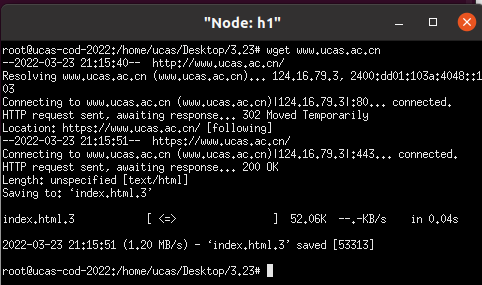 "Node: h1"
root@ucas-cod-2022:/home/ucas/Desktop/3.23# wget www.ucas.ac.cn
--2022-03-23 21:15:40--  http://www.ucas.ac.cn/
Resolving www.ucas.ac.cn (www.ucas.ac.cn)... 124.16.79.3, 2400:dd01:103a:4048::1
03
Connecting to www.ucas.ac.cn (www.ucas.ac.cn)|124.16.79.3|:80... connected.
HTTP request sent, awaiting response... 302 Moved Temporarily
Location: https://www.ucas.ac.cn/ [following]
--2022-03-23 21:15:51--  https://www.ucas.ac.cn/
Connecting to www.ucas.ac.cn (www.ucas.ac.cn)|124.16.79.3|:443... connected.
HTTP request sent, awaiting response... 200 OK
Length: unspecified [text/html]
Saving to: ‘index.html.3’
index.html.3            [ <=>                ]  52.06K  --.-KB/s    in 0.04s
2022-03-23 21:15:51 (1.20 MB/s) - ‘index.html.3’ saved [53313]
root@ucas-cod-2022:/home/ucas/Desktop/3.23#